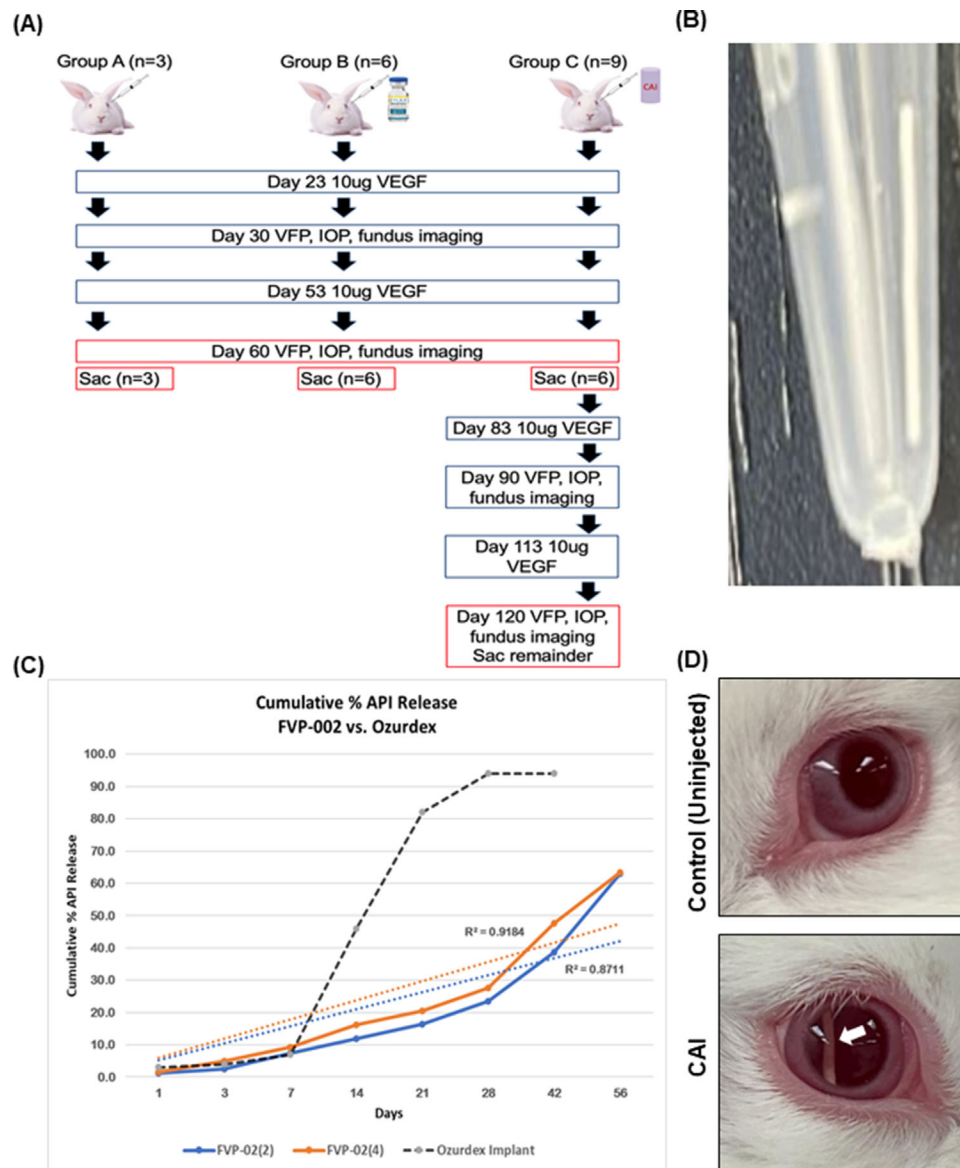 (A)
(B)
Group A (n=3)
Group B (n=6)
Group C (n=9)
CAI
Day 23 10ug VEGF
Day 30 VFP, IOP, fundus imaging
Day 53 10ug VEGF
Day 60 VFP, IOP, fundus imaging
Sac (n=3)
Sac (n=6)
Sac (n=6)
Day 83 10ug VEGF
Day 90 VFP, IOP,
fundus imaging
Day 113 10ug
VEGF
Day 120 VFP, IOP,
fundus imaging
Sac remainder
(C)
Cumulative % API Release
FVP-002 vs. Ozurdex
Cumulative % API Release
100.0
90.0
80.0
70.0
60.0
50.0
40.0
30.0
20.0
10.0
0.0
R² = 0.9184
R² = 0.8711
1
3
7
14
21
28
42
56
Days
FVP-02(2)
FVP-02(4)
Ozurdex Implant
(D)
Control (Uninjected)
CAI